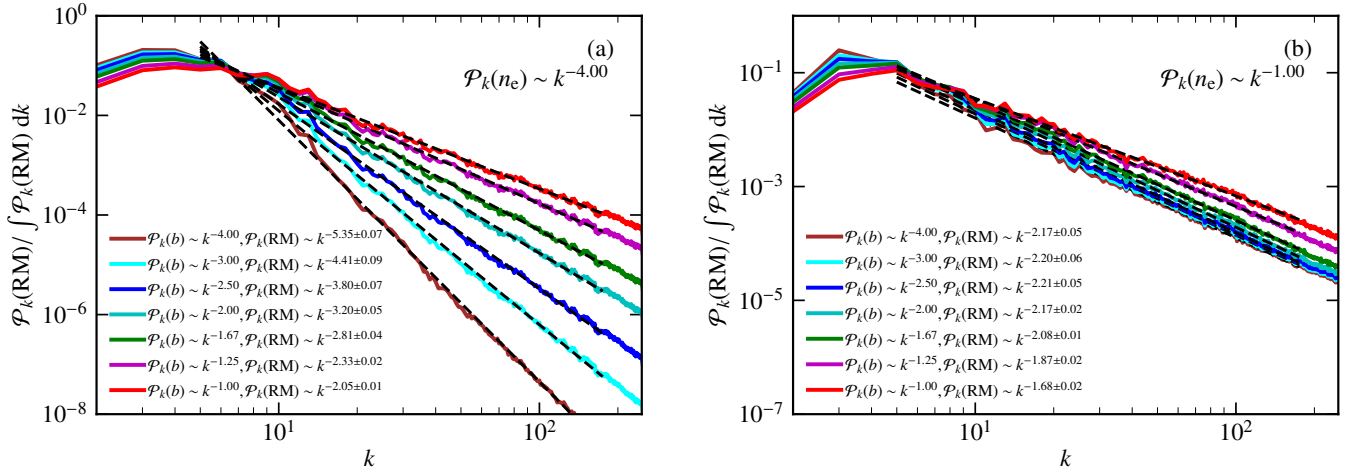 (a)
𝒫ₖ(nₑ) ~ k^{-4.00}
𝒫ₖ(RM)/ ∫ 𝒫ₖ(RM) dk
10^{0}
10^{-2}
10^{-4}
10^{-6}
10^{-8}
𝒫ₖ(b) ~ k^{-4.00}, 𝒫ₖ(RM) ~ k^{-5.35±0.07}
𝒫ₖ(b) ~ k^{-3.00}, 𝒫ₖ(RM) ~ k^{-4.41±0.09}
𝒫ₖ(b) ~ k^{-2.50}, 𝒫ₖ(RM) ~ k^{-3.80±0.07}
𝒫ₖ(b) ~ k^{-2.00}, 𝒫ₖ(RM) ~ k^{-3.20±0.05}
𝒫ₖ(b) ~ k^{-1.67}, 𝒫ₖ(RM) ~ k^{-2.81±0.04}
𝒫ₖ(b) ~ k^{-1.25}, 𝒫ₖ(RM) ~ k^{-2.33±0.02}
𝒫ₖ(b) ~ k^{-1.00}, 𝒫ₖ(RM) ~ k^{-2.05±0.01}
10^{1} 10^{2}
k
(b)
𝒫ₖ(nₑ) ~ k^{-1.00}
𝒫ₖ(RM)/ ∫ 𝒫ₖ(RM) dk
10^{-1}
10^{-3}
10^{-5}
10^{-7}
𝒫ₖ(b) ~ k^{-4.00}, 𝒫ₖ(RM) ~ k^{-2.17±0.05}
𝒫ₖ(b) ~ k^{-3.00}, 𝒫ₖ(RM) ~ k^{-2.20±0.06}
𝒫ₖ(b) ~ k^{-2.50}, 𝒫ₖ(RM) ~ k^{-2.21±0.05}
𝒫ₖ(b) ~ k^{-2.00}, 𝒫ₖ(RM) ~ k^{-2.17±0.02}
𝒫ₖ(b) ~ k^{-1.67}, 𝒫ₖ(RM) ~ k^{-2.08±0.01}
𝒫ₖ(b) ~ k^{-1.25}, 𝒫ₖ(RM) ~ k^{-1.87±0.02}
𝒫ₖ(b) ~ k^{-1.00}, 𝒫ₖ(RM) ~ k^{-1.68±0.02}
10^{1} 10^{2}
k